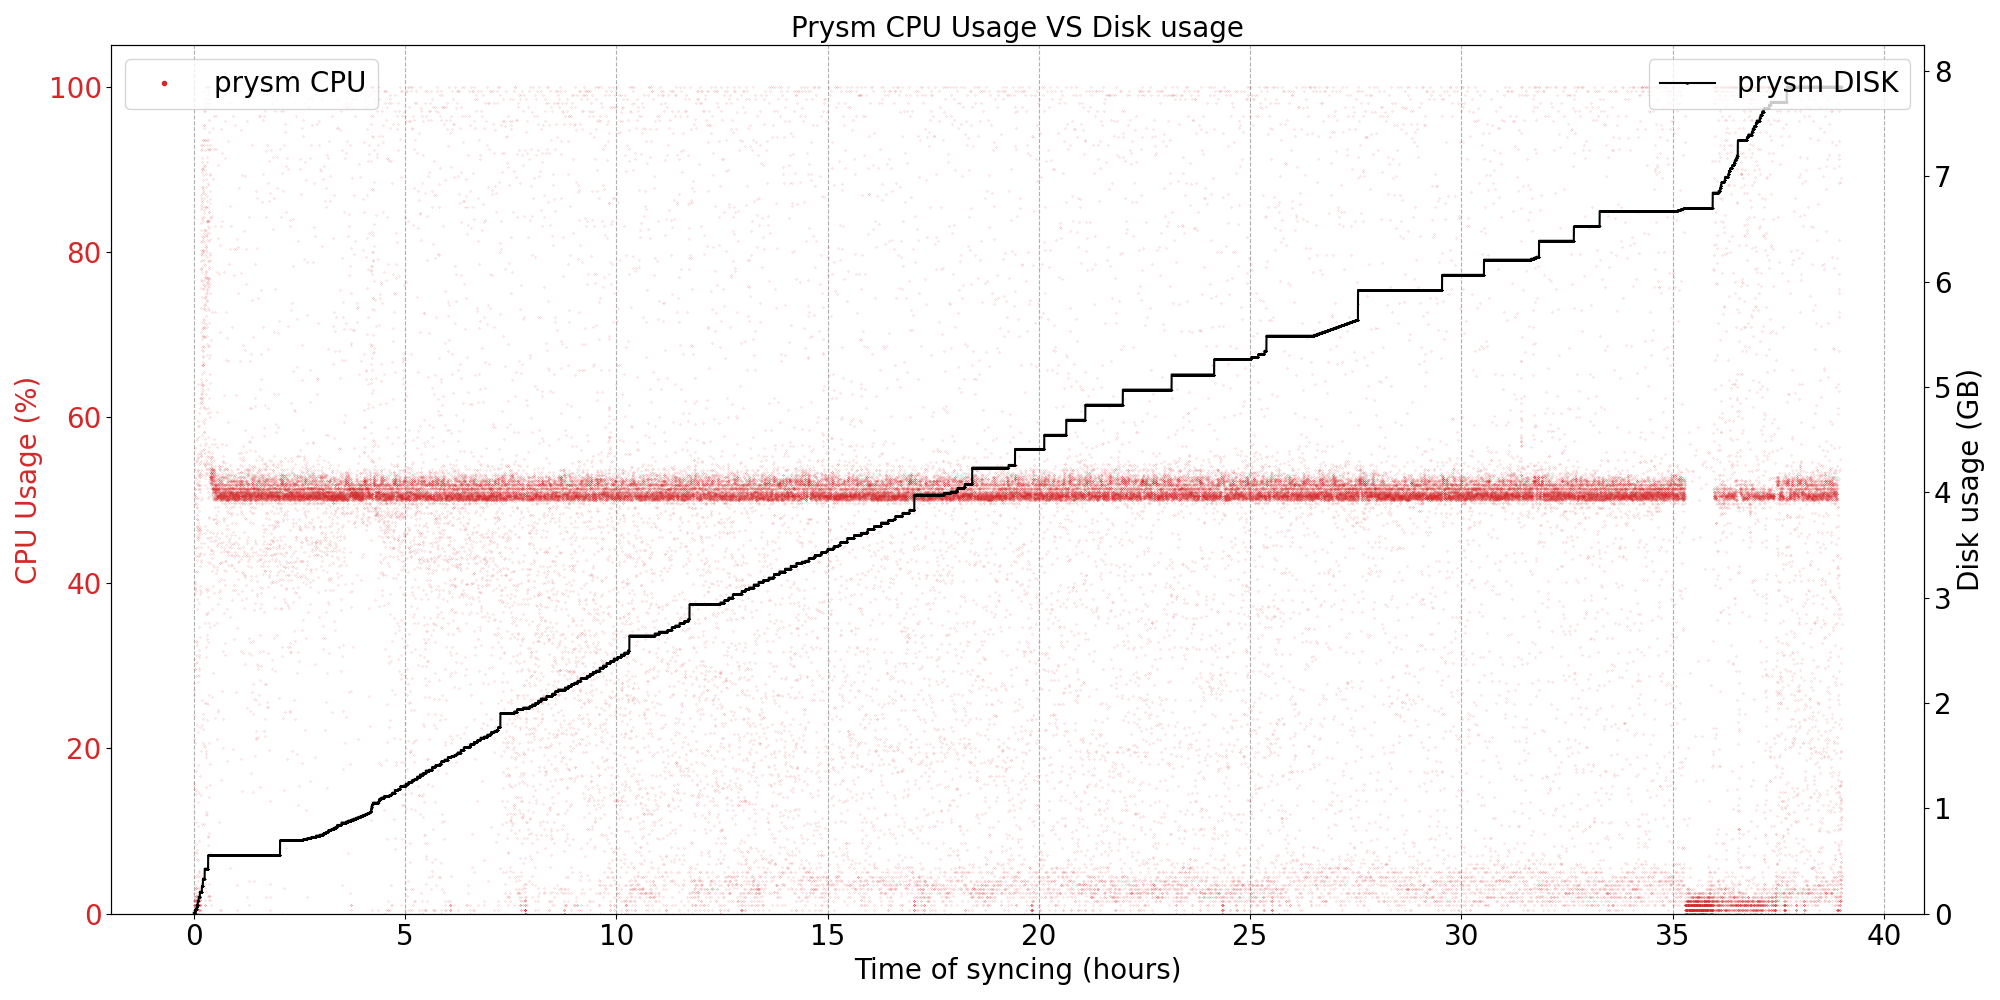 Prysm CPU Usage VS Disk usage
prysm CPU
prysm DISK
CPU Usage (%)
100
80
60
40
20
0
Disk usage (GB)
8
7
6
5
4
3
2
1
0
0 5 10 15 20 25 30 35 40
Time of syncing (hours)